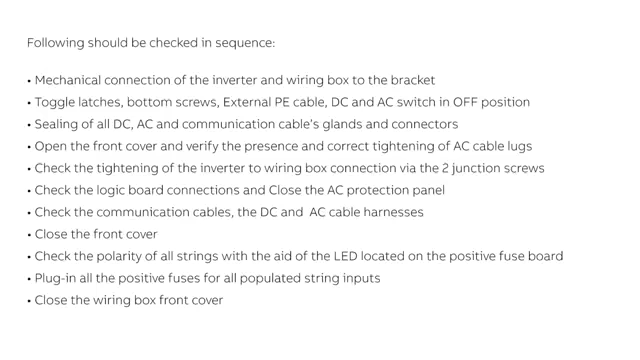 Following should be checked in sequence:
• Mechanical connection of the inverter and wiring box to the bracket
• Toggle latches, bottom screws, External PE cable, DC and AC switch in OFF position
• Sealing of all DC, AC and communication cable's glands and connectors
• Open the front cover and verify the presence and correct tightening of AC cable lugs
• Check the tightening of the inverter to wiring box connection via the 2 junction screws
• Check the logic board connections and Close the AC protection panel
• Check the communication cables, the DC and  AC cable harnesses
• Close the front cover
• Check the polarity of all strings with the aid of the LED located on the positive fuse board
• Plug-in all the positive fuses for all populated string inputs
• Close the wiring box front cover